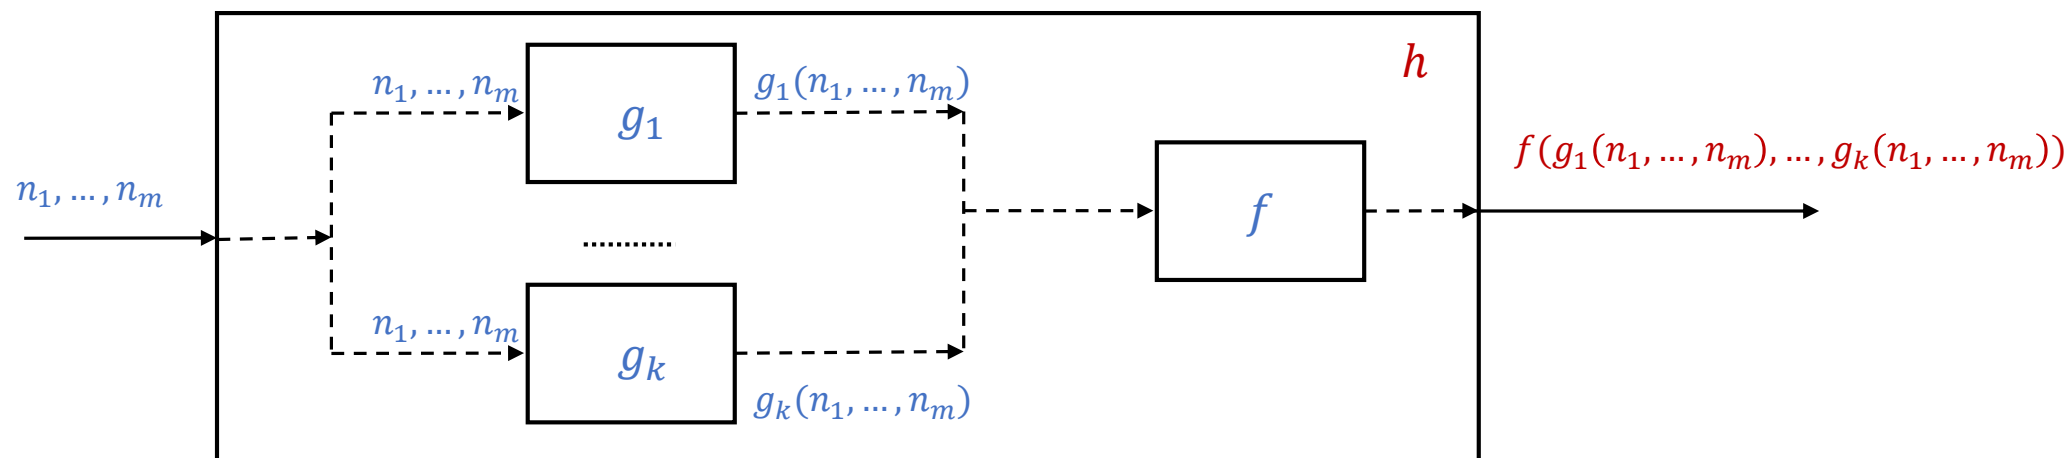 h
n₁, … , nₘ
g₁(n₁, … , nₘ)
g₁
f(g₁(n₁, … , nₘ), … , gₖ(n₁, … , nₘ))
n₁, … , nₘ
f
n₁, … , nₘ
gₖ
gₖ(n₁, … , nₘ)